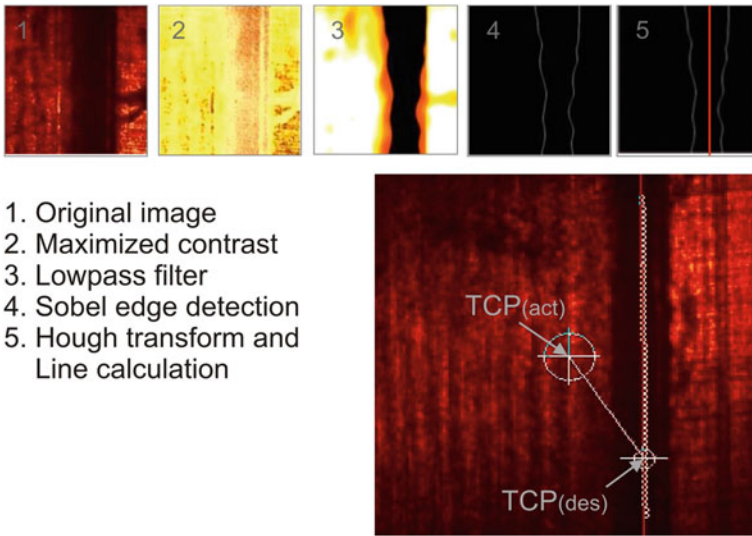 1
2
3
4
5
1. Original image
2. Maximized contrast
3. Lowpass filter
4. Sobel edge detection
5. Hough transform and
Line calculation
TCP(act)
TCP(des)